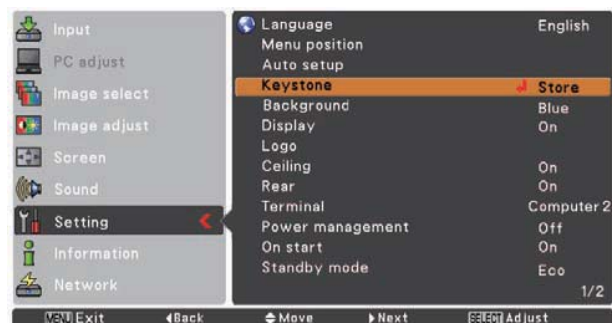 Input
PC adjust
Image select
Image adjust
Screen
Sound
Setting
Information
Network
Language English
Menu position
Auto setup
Keystone Store
Background Blue
Display On
Logo
Ceiling On
Rear On
Terminal Computer 2
Power management Off
On start On
Standby mode Eco
1/2
MENU Exit Back Move Next SELECT Adjust